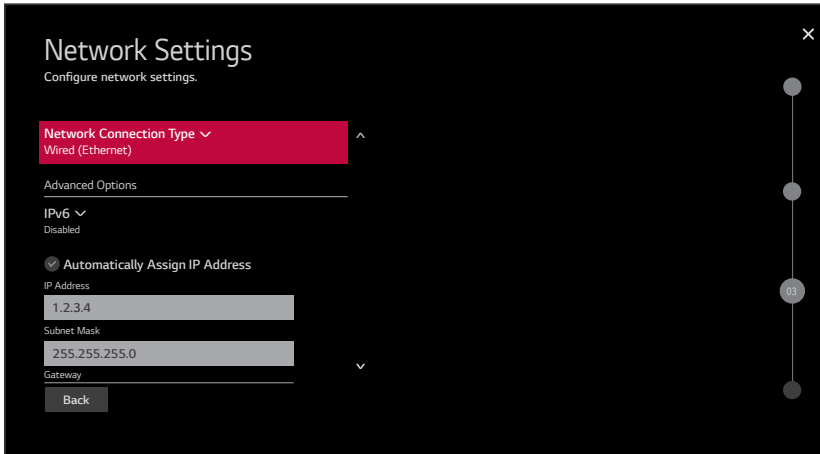 Network Settings
Configure network settings.
Network Connection Type
Wired (Ethernet)
Advanced Options
IPv6
Disabled
Automatically Assign IP Address
IP Address
1.2.3.4
Subnet Mask
255.255.255.0
Gateway
Back
03